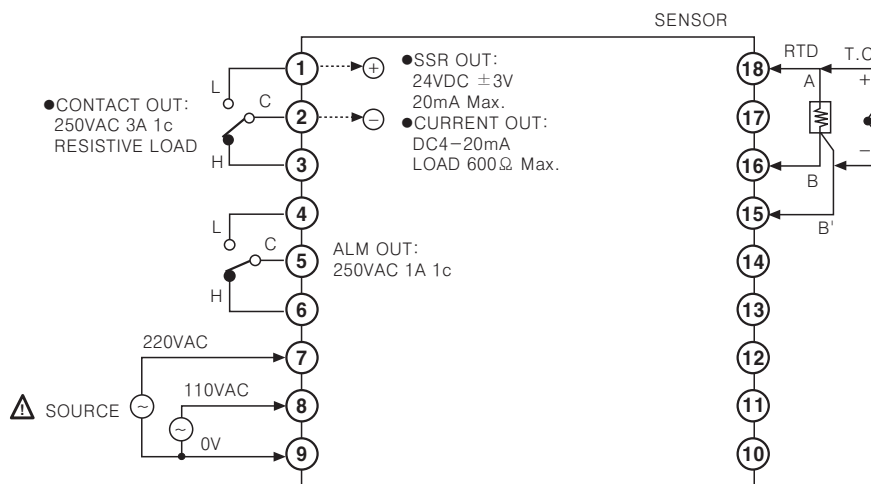 SENSOR
●CONTACT OUT:
250VAC 3A 1c
RESISTIVE LOAD
L
C
H
1
2
3
+
−
●SSR OUT:
24VDC ±3V
20mA Max.
●CURRENT OUT:
DC4−20mA
LOAD 600Ω Max.
L
C
H
4
5
6
ALM OUT:
250VAC 1A 1c
220VAC
110VAC
0V
SOURCE
7
8
9
18
17
16
15
14
13
12
11
10
RTD
A
B
B'
T.C
+
−